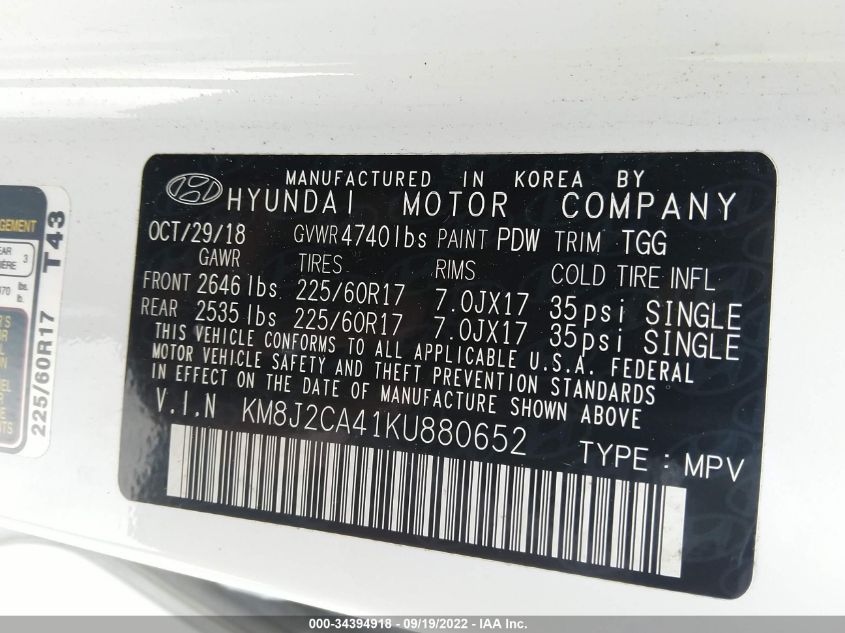 MANUFACTURED IN KOREA BY
HYUNDAI MOTOR COMPANY
OCT/29/18 GVWR 4740lbs PAINT PDW TRIM TGG
GAWR TIRES RIMS COLD TIRE INFL
FRONT 2646 lbs 225/60R17 7.0JX17 35psi SINGLE
REAR 2535 lbs 225/60R17 7.0JX17 35psi SINGLE
THIS VEHICLE CONFORMS TO ALL APPLICABLE U.S.A. FEDERAL
MOTOR VEHICLE SAFETY AND THEFT PREVENTION STANDARDS
IN EFFECT ON THE DATE OF MANUFACTURE SHOWN ABOVE
V.I.N KM8J2CA41KU880652
TYPE : MPV
T43
225/60R17
3
lb.
000-34394918 - 09/19/2022 - IAA Inc.